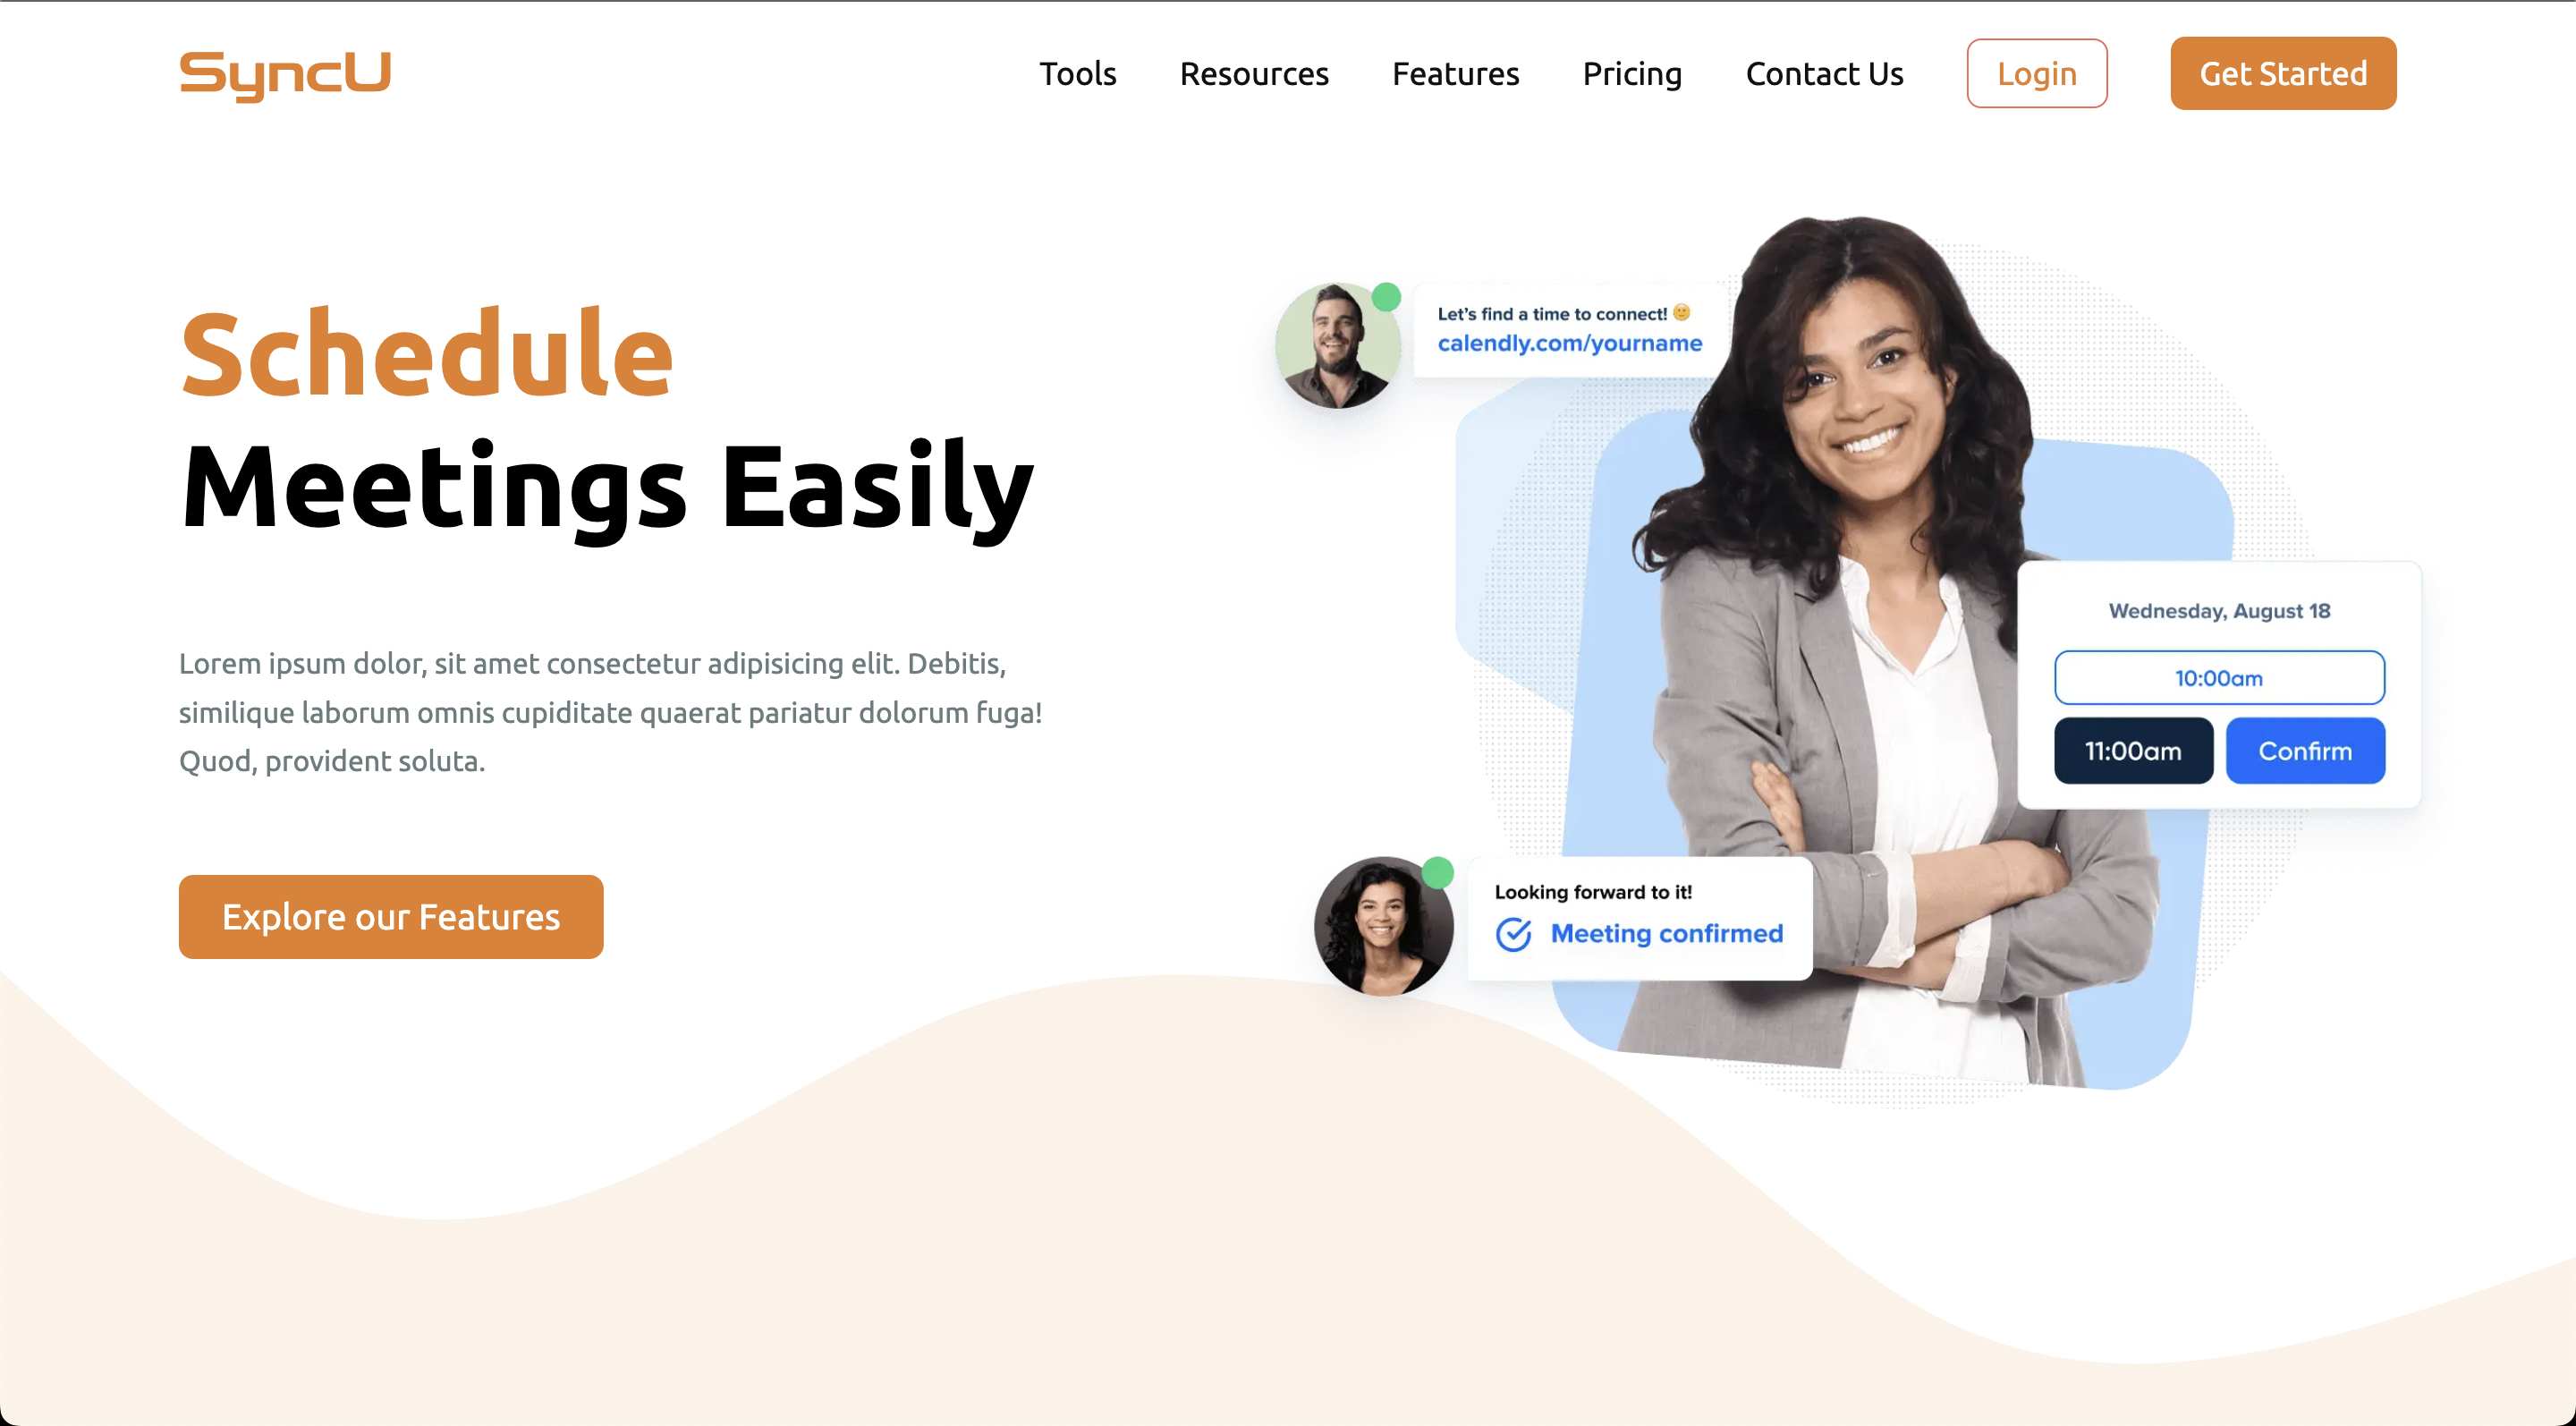 SyncU
Tools
Resources
Features
Pricing
Contact Us
Login
Get Started
Schedule
Meetings Easily
Lorem ipsum dolor, sit amet consectetur adipisicing elit. Debitis,
similique laborum omnis cupiditate quaerat pariatur dolorum fuga!
Quod, provident soluta.
Explore our Features
Let's find a time to connect! 🙂
calendly.com/yourname
Wednesday, August 18
10:00am
11:00am
Confirm
Looking forward to it!
Meeting confirmed